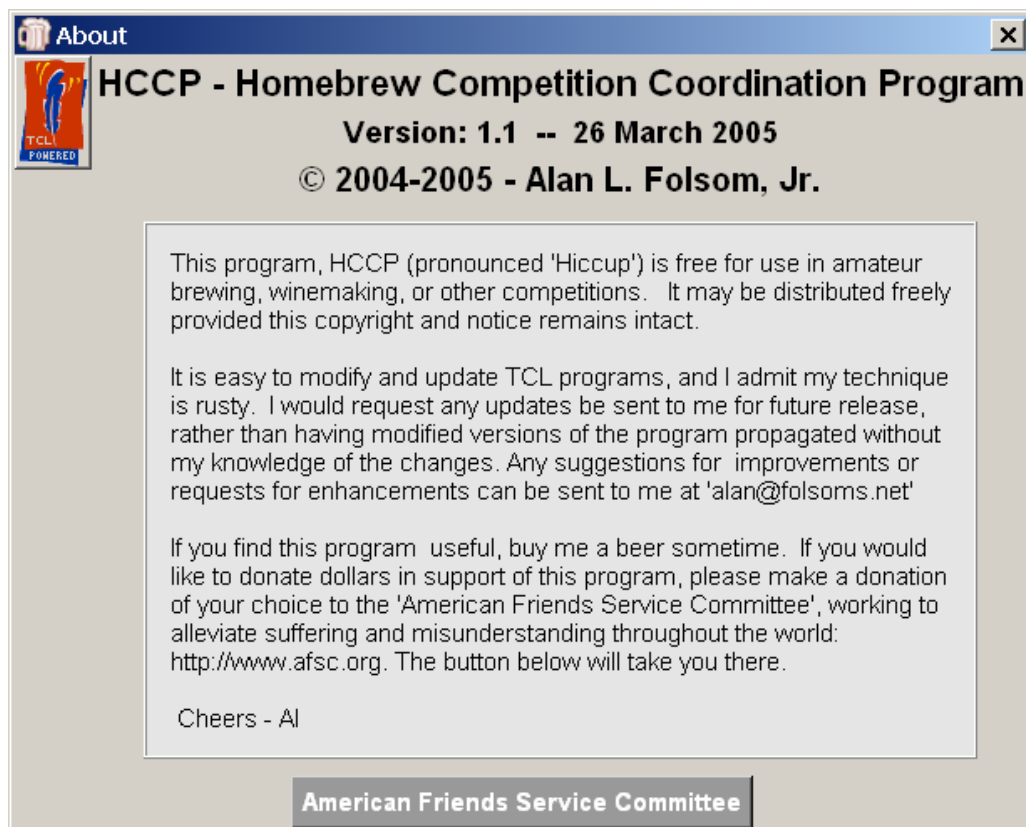 About
TCL
POWERED
HCCP - Homebrew Competition Coordination Program
Version: 1.1 -- 26 March 2005
© 2004-2005 - Alan L. Folsom, Jr.
This program, HCCP (pronounced 'Hiccup') is free for use in amateur
brewing, winemaking, or other competitions.   It may be distributed freely
provided this copyright and notice remains intact.
It is easy to modify and update TCL programs, and I admit my technique
is rusty.  I would request any updates be sent to me for future release,
rather than having modified versions of the program propagated without
my knowledge of the changes. Any suggestions for  improvements or
requests for enhancements can be sent to me at 'alan@folsoms.net'
If you find this program  useful, buy me a beer sometime.  If you would
like to donate dollars in support of this program, please make a donation
of your choice to the 'American Friends Service Committee', working to
alleviate suffering and misunderstanding throughout the world:
http://www.afsc.org. The button below will take you there.
Cheers - Al
American Friends Service Committee